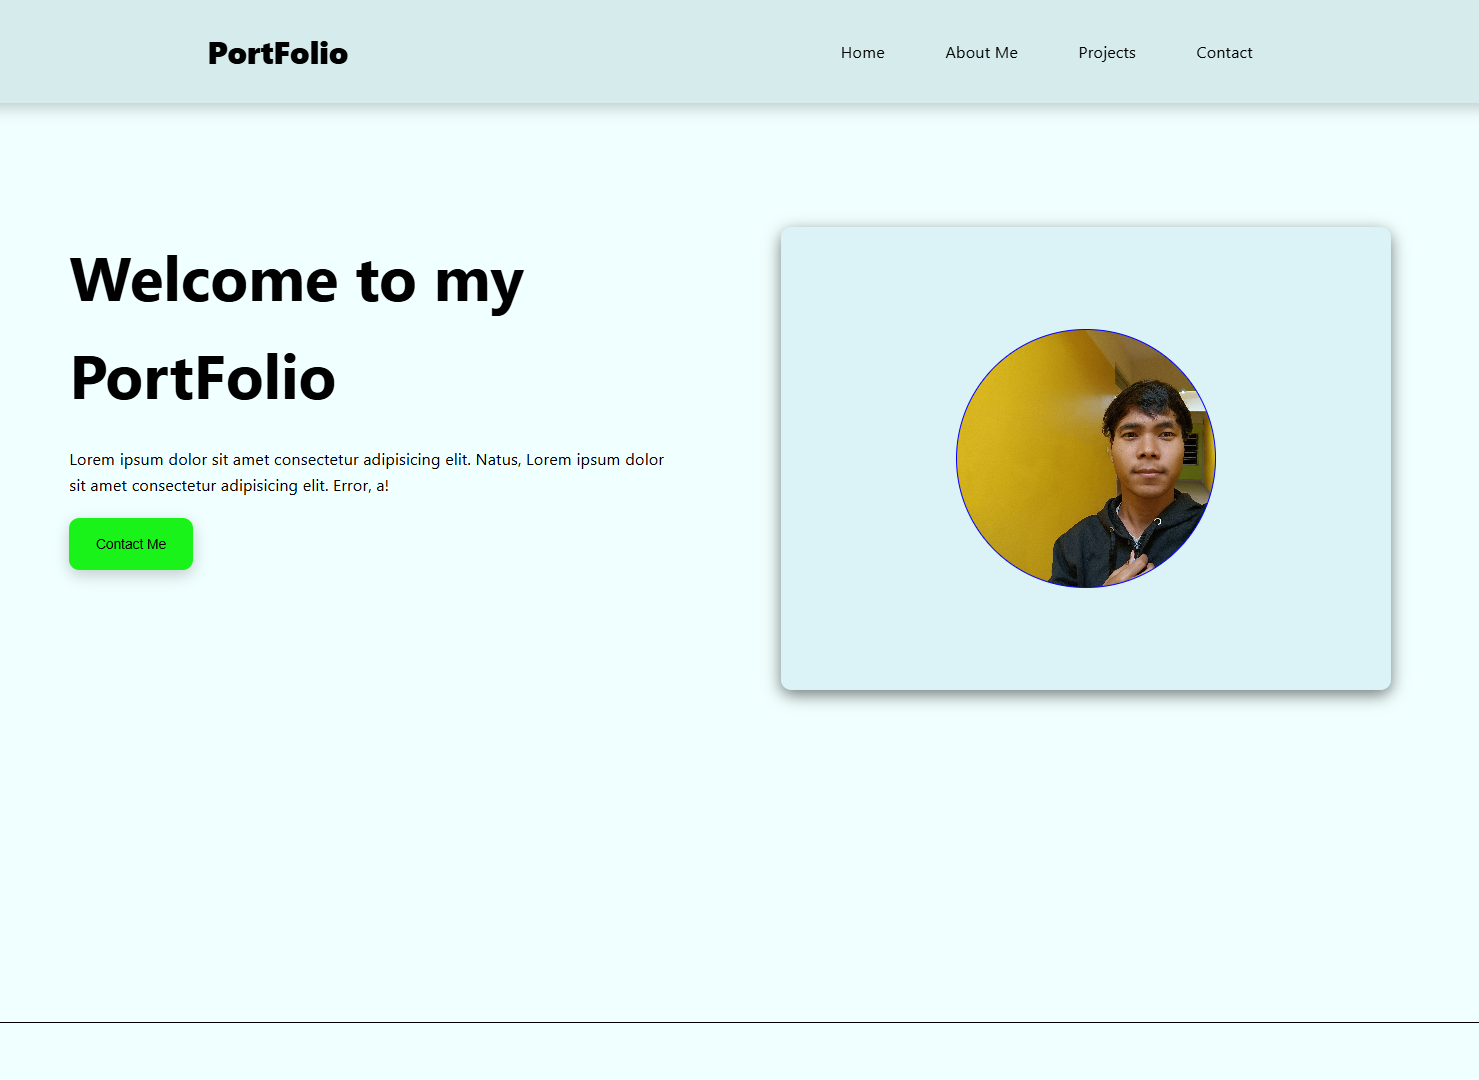 PortFolio
Home About Me Projects Contact
Welcome to my
PortFolio
Lorem ipsum dolor sit amet consectetur adipisicing elit. Natus, Lorem ipsum dolor
sit amet consectetur adipisicing elit. Error, a!
Contact Me